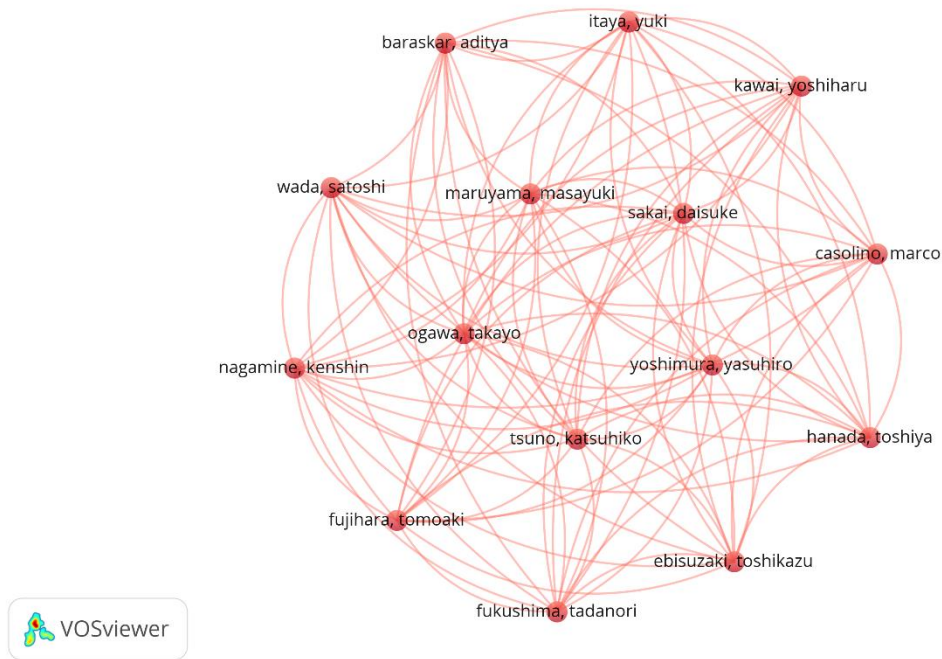 itaya, yuki
baraskar, aditya
kawai, yoshiharu
wada, satoshi
maruyama, masayuki
sakai, daisuke
casolino, marco
ogawa, takayo
nagamine, kenshin
yoshimura, yasuhiro
tsuno, katsuhiko
hanada, toshiya
fujihara, tomoaki
ebisuzaki, toshikazu
fukushima, tadanori
VOSviewer